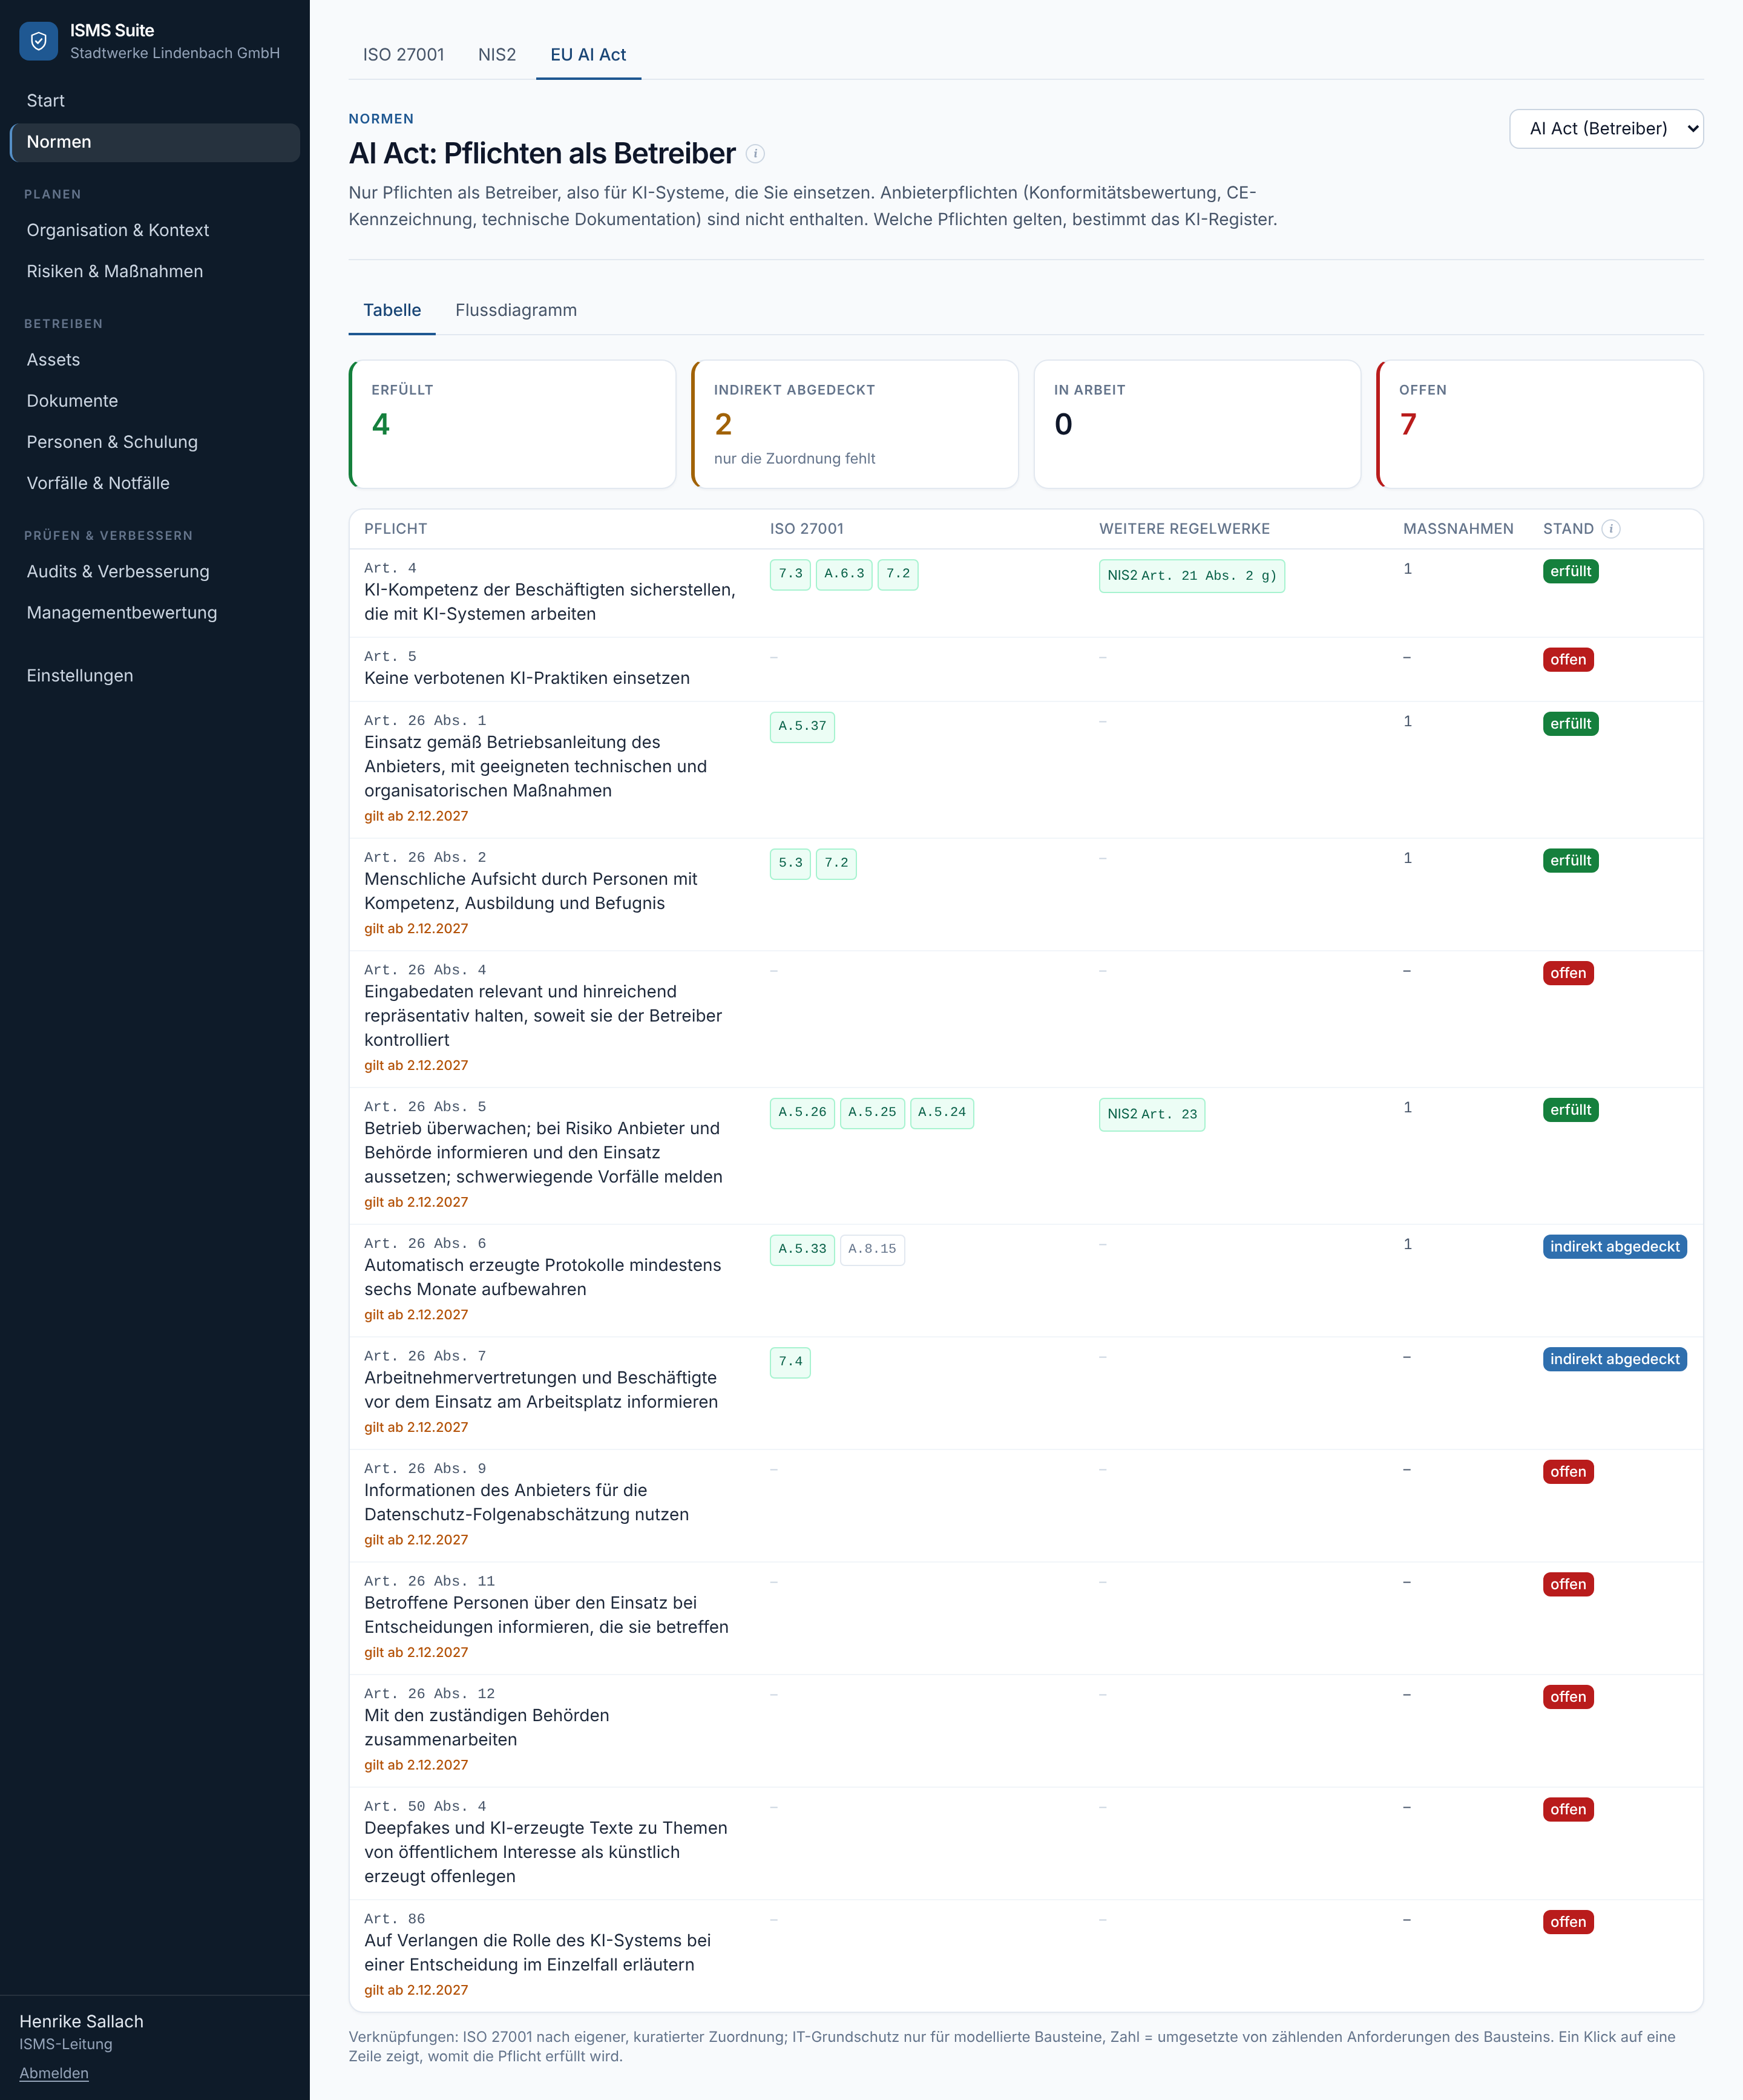 ISMS Suite
Stadtwerke Lindenbach GmbH
Start
Normen
PLANEN
Organisation & Kontext
Risiken & Maßnahmen
BETREIBEN
Assets
Dokumente
Personen & Schulung
Vorfälle & Notfälle
PRÜFEN & VERBESSERN
Audits & Verbesserung
Managementbewertung
Einstellungen
Henrike Sallach
ISMS-Leitung
Abmelden
ISO 27001 NIS2 EU AI Act
NORMEN
AI Act: Pflichten als Betreiber i
AI Act (Betreiber)
Nur Pflichten als Betreiber, also für KI-Systeme, die Sie einsetzen. Anbieterpflichten (Konformitätsbewertung, CE-
Kennzeichnung, technische Dokumentation) sind nicht enthalten. Welche Pflichten gelten, bestimmt das KI-Register.
Tabelle Flussdiagramm
ERFÜLLT
4
INDIREKT ABGEDECKT
2
nur die Zuordnung fehlt
IN ARBEIT
0
OFFEN
7
PFLICHT ISO 27001 WEITERE REGELWERKE MASSNAHMEN STAND i
Art. 4
KI-Kompetenz der Beschäftigten sicherstellen,
die mit KI-Systemen arbeiten
7.3 A.6.3 7.2 NIS2 Art. 21 Abs. 2 g) 1 erfüllt
Art. 5
Keine verbotenen KI-Praktiken einsetzen
– – – offen
Art. 26 Abs. 1
Einsatz gemäß Betriebsanleitung des
Anbieters, mit geeigneten technischen und
organisatorischen Maßnahmen
gilt ab 2.12.2027
A.5.37 – 1 erfüllt
Art. 26 Abs. 2
Menschliche Aufsicht durch Personen mit
Kompetenz, Ausbildung und Befugnis
gilt ab 2.12.2027
5.3 7.2 – 1 erfüllt
Art. 26 Abs. 4
Eingabedaten relevant und hinreichend
repräsentativ halten, soweit sie der Betreiber
kontrolliert
gilt ab 2.12.2027
– – – offen
Art. 26 Abs. 5
Betrieb überwachen; bei Risiko Anbieter und
Behörde informieren und den Einsatz
aussetzen; schwerwiegende Vorfälle melden
gilt ab 2.12.2027
A.5.26 A.5.25 A.5.24 NIS2 Art. 23 1 erfüllt
Art. 26 Abs. 6
Automatisch erzeugte Protokolle mindestens
sechs Monate aufbewahren
gilt ab 2.12.2027
A.5.33 A.8.15 – 1 indirekt abgedeckt
Art. 26 Abs. 7
Arbeitnehmervertretungen und Beschäftigte
vor dem Einsatz am Arbeitsplatz informieren
gilt ab 2.12.2027
7.4 – – indirekt abgedeckt
Art. 26 Abs. 9
Informationen des Anbieters für die
Datenschutz-Folgenabschätzung nutzen
gilt ab 2.12.2027
– – – offen
Art. 26 Abs. 11
Betroffene Personen über den Einsatz bei
Entscheidungen informieren, die sie betreffen
gilt ab 2.12.2027
– – – offen
Art. 26 Abs. 12
Mit den zuständigen Behörden
zusammenarbeiten
gilt ab 2.12.2027
– – – offen
Art. 50 Abs. 4
Deepfakes und KI-erzeugte Texte zu Themen
von öffentlichem Interesse als künstlich
erzeugt offenlegen
– – – offen
Art. 86
Auf Verlangen die Rolle des KI-Systems bei
einer Entscheidung im Einzelfall erläutern
gilt ab 2.12.2027
– – – offen
Verknüpfungen: ISO 27001 nach eigener, kuratierter Zuordnung; IT-Grundschutz nur für modellierte Bausteine, Zahl = umgesetzte von zählenden Anforderungen des Bausteins. Ein Klick auf eine
Zeile zeigt, womit die Pflicht erfüllt wird.